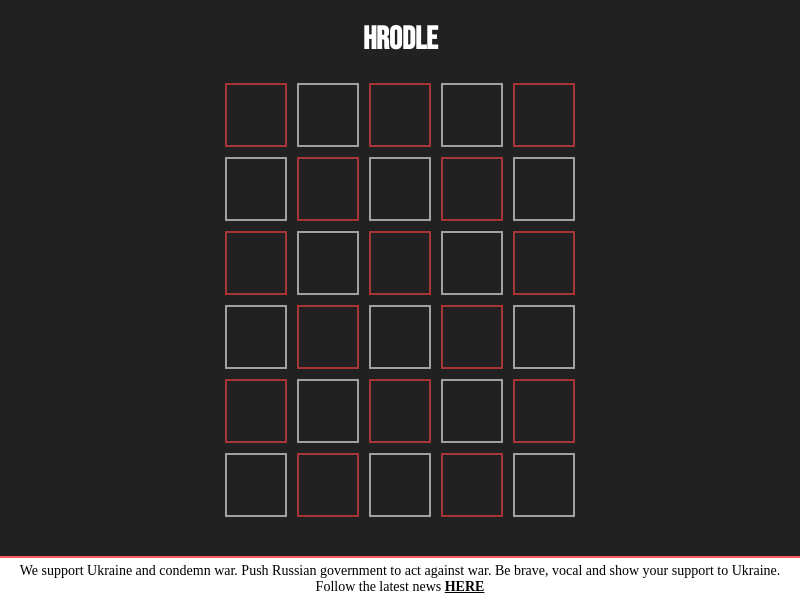 HRODLE
We support Ukraine and condemn war. Push Russian government to act against war. Be brave, vocal and show your support to Ukraine.
Follow the latest news HERE